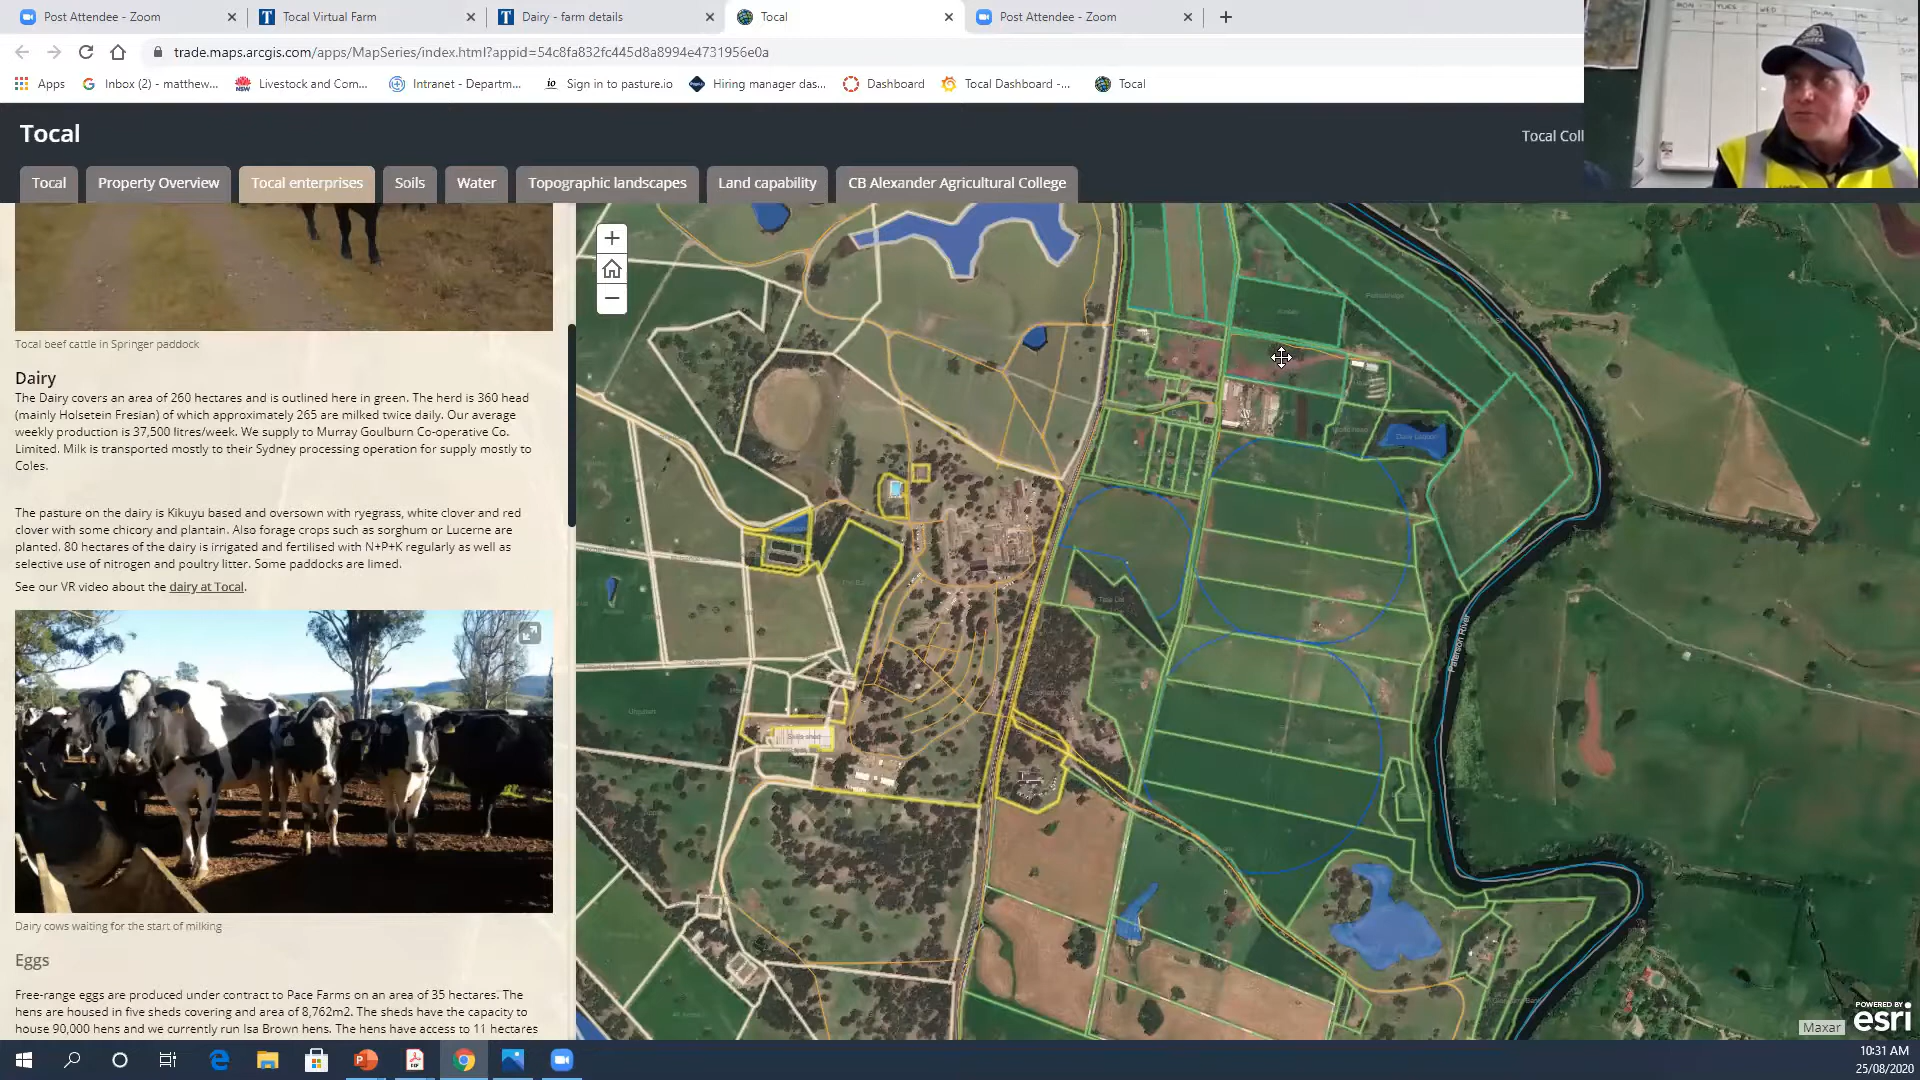 Post Attendee - Zoom
Tocal Virtual Farm
Dairy - farm details
Tocal
Post Attendee - Zoom
trade.maps.arcgis.com/apps/MapSeries/index.html?appid=54c8fa832fc445d8a8994e4731956e0a
Apps
Inbox (2) - matthew...
Livestock and Com...
Intranet - Departm...
io Sign in to pasture.io
Hiring manager das...
Dashboard
Tocal Dashboard -...
Tocal
Tocal
Tocal Coll
Tocal
Property Overview
Tocal enterprises
Soils
Water
Topographic landscapes
Land capability
CB Alexander Agricultural College
Tocal beef cattle in Springer paddock
Dairy
The Dairy covers an area of 260 hectares and is outlined here in green. The herd is 360 head
(mainly Holsetein Fresian) of which approximately 265 are milked twice daily. Our average
weekly production is 37,500 litres/week. We supply to Murray Goulburn Co-operative Co.
Limited. Milk is transported mostly to their Sydney processing operation for supply mostly to
Coles.
The pasture on the dairy is Kikuyu based and oversown with ryegrass, white clover and red
clover with some chicory and plantain. Also forage crops such as sorghum or Lucerne are
planted. 80 hectares of the dairy is irrigated and fertilised with N+P+K regularly as well as
selective use of nitrogen and poultry litter. Some paddocks are limed.
See our VR video about the dairy at Tocal.
Dairy cows waiting for the start of milking
Eggs
Free-range eggs are produced under contract to Pace Farms on an area of 35 hectares. The
hens are housed in five sheds covering and area of 8,762m2. The sheds have the capacity to
house 90,000 hens and we currently run Isa Brown hens. The hens have access to 11 hectares
Paterson River
Maxar
POWERED BY
esri
10:31 AM
25/08/2020